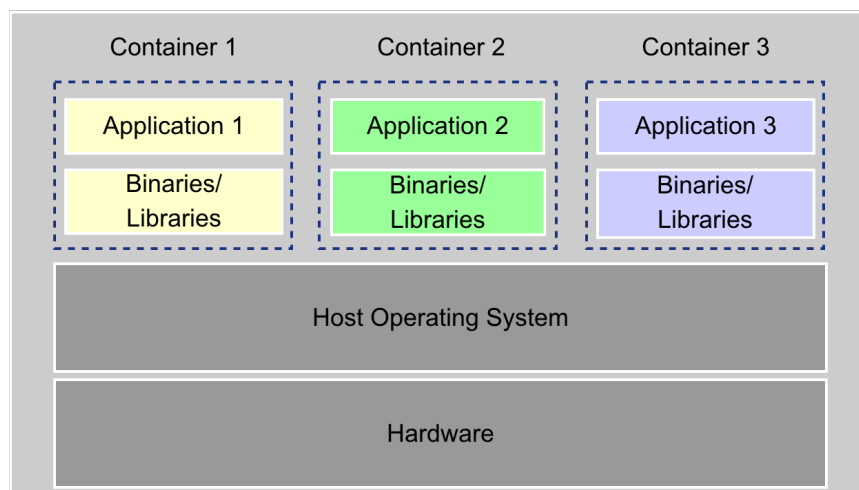 Container 1
Container 2
Container 3
Application 1
Application 2
Application 3
Binaries/
Libraries
Binaries/
Libraries
Binaries/
Libraries
Host Operating System
Hardware